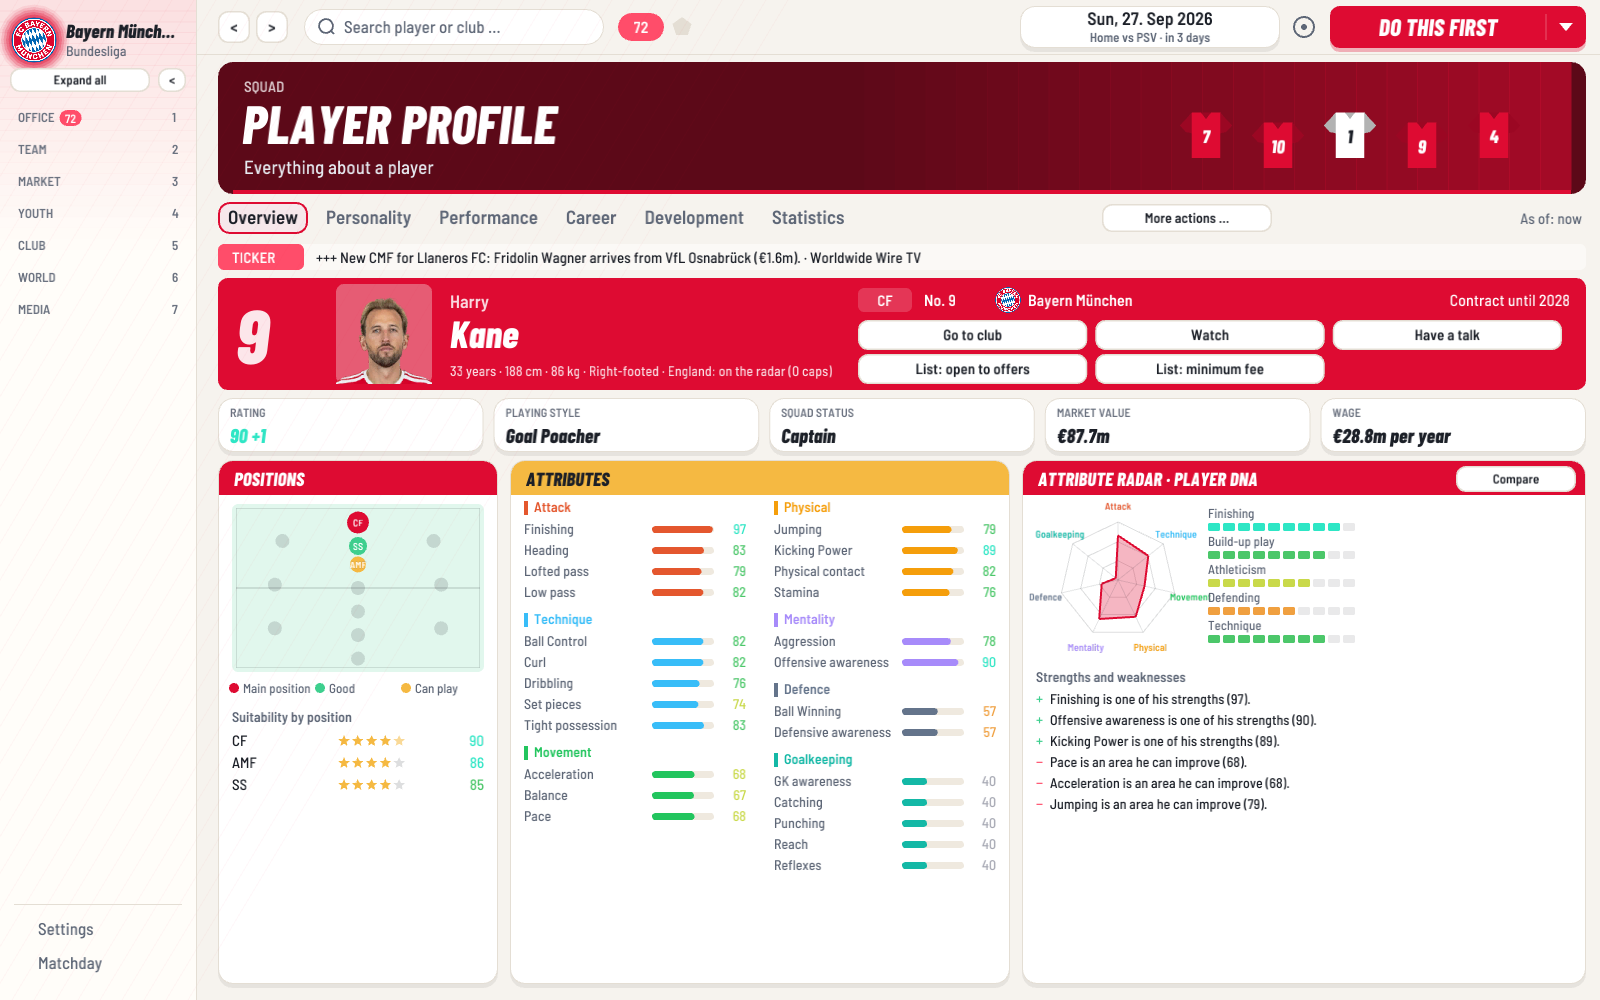 Bayern Münch...
Bundesliga
Expand all
<
OFFICE 72 1
TEAM 2
MARKET 3
YOUTH 4
CLUB 5
WORLD 6
MEDIA 7
Settings
Matchday
< >
Search player or club ...
72
Sun, 27. Sep 2026
Home vs PSV · in 3 days
DO THIS FIRST
SQUAD
PLAYER PROFILE
Everything about a player
7 10 1 9 4
Overview Personality Performance Career Development Statistics
More actions ...
As of: now
TICKER
+++ New CMF for Llaneros FC: Fridolin Wagner arrives from VfL Osnabrück (€1.6m). · Worldwide Wire TV
9
Harry
Kane
33 years · 188 cm · 86 kg · Right-footed · England: on the radar (0 caps)
CF No. 9 Bayern München Contract until 2028
Go to club Watch Have a talk
List: open to offers List: minimum fee
RATING
90 +1
PLAYING STYLE
Goal Poacher
SQUAD STATUS
Captain
MARKET VALUE
€87.7m
WAGE
€28.8m per year
POSITIONS
CF
SS
AMF
Main position Good Can play
Suitability by position
CF 90
AMF 86
SS 85
ATTRIBUTES
Attack
Finishing 97
Heading 83
Lofted pass 79
Low pass 82
Technique
Ball Control 82
Curl 82
Dribbling 76
Set pieces 74
Tight possession 83
Movement
Acceleration 68
Balance 67
Pace 68
Physical
Jumping 79
Kicking Power 89
Physical contact 82
Stamina 76
Mentality
Aggression 78
Offensive awareness 90
Defence
Ball Winning 57
Defensive awareness 57
Goalkeeping
GK awareness 40
Catching 40
Punching 40
Reach 40
Reflexes 40
ATTRIBUTE RADAR · PLAYER DNA
Compare
Attack
Goalkeeping Technique
Defence Movement
Mentality Physical
Finishing
Build-up play
Athleticism
Defending
Technique
Strengths and weaknesses
+ Finishing is one of his strengths (97).
+ Offensive awareness is one of his strengths (90).
+ Kicking Power is one of his strengths (89).
− Pace is an area he can improve (68).
− Acceleration is an area he can improve (68).
− Jumping is an area he can improve (79).